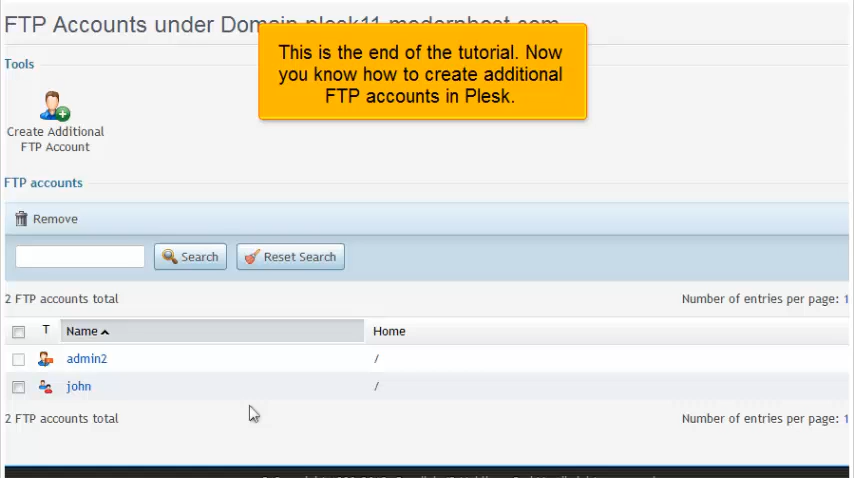 FTP Accounts under Domain plesk11.modernhost.com
This is the end of the tutorial. Now
you know how to create additional
FTP accounts in Plesk.
Tools
Create Additional
FTP Account
FTP accounts
Remove
Search
Reset Search
2 FTP accounts total
Number of entries per page: 1
T
Name
Home
admin2
/
john
/
2 FTP accounts total
Number of entries per page: 1